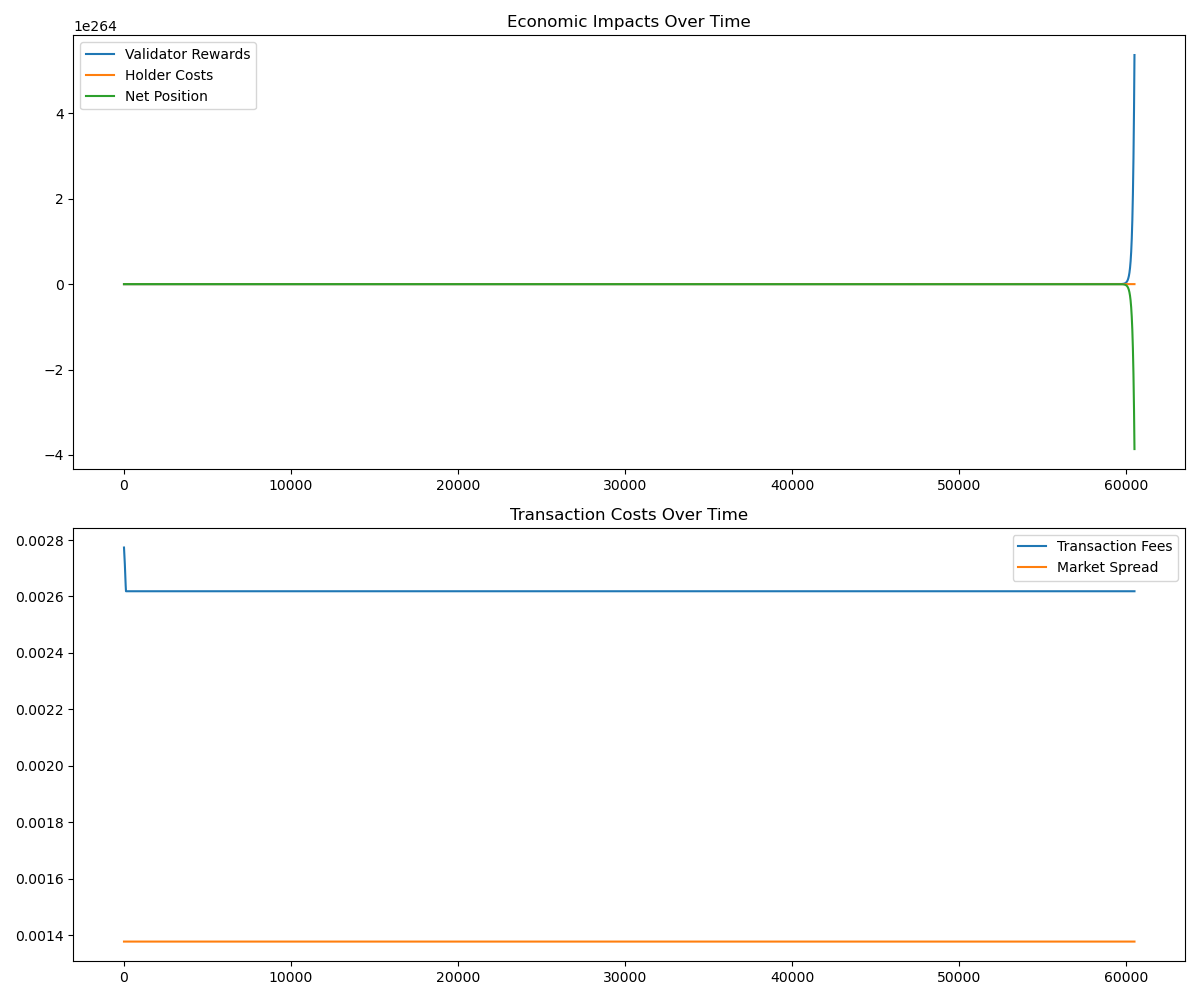 Economic Impacts Over Time
1e264
Validator Rewards
Holder Costs
Net Position
4
2
0
−2
−4
0 10000 20000 30000 40000 50000 60000
Transaction Costs Over Time
Transaction Fees
Market Spread
0.0028
0.0026
0.0024
0.0022
0.0020
0.0018
0.0016
0.0014
0 10000 20000 30000 40000 50000 60000